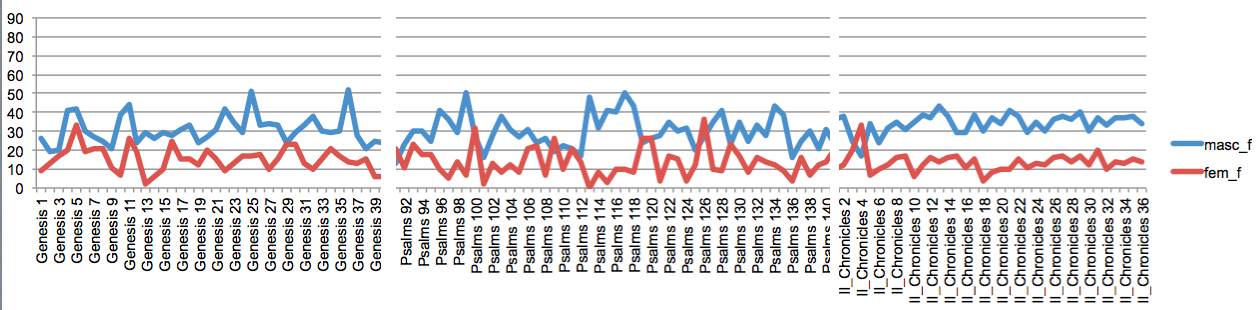 90
80
70
60
50
40
30
20
10
0
Genesis 1
Genesis 3
Genesis 5
Genesis 7
Genesis 9
Genesis 11
Genesis 13
Genesis 15
Genesis 17
Genesis 19
Genesis 21
Genesis 23
Genesis 25
Genesis 27
Genesis 29
Genesis 31
Genesis 33
Genesis 35
Genesis 37
Genesis 39
Psalms 92
Psalms 94
Psalms 96
Psalms 98
Psalms 100
Psalms 102
Psalms 104
Psalms 106
Psalms 108
Psalms 110
Psalms 112
Psalms 114
Psalms 116
Psalms 118
Psalms 120
Psalms 122
Psalms 124
Psalms 126
Psalms 128
Psalms 130
Psalms 132
Psalms 134
Psalms 136
Psalms 138
Psalms 140
II_Chronicles 2
II_Chronicles 4
II_Chronicles 6
II_Chronicles 8
II_Chronicles 10
II_Chronicles 12
II_Chronicles 14
II_Chronicles 16
II_Chronicles 18
II_Chronicles 20
II_Chronicles 22
II_Chronicles 24
II_Chronicles 26
II_Chronicles 28
II_Chronicles 30
II_Chronicles 32
II_Chronicles 34
II_Chronicles 36
masc_f
fem_f